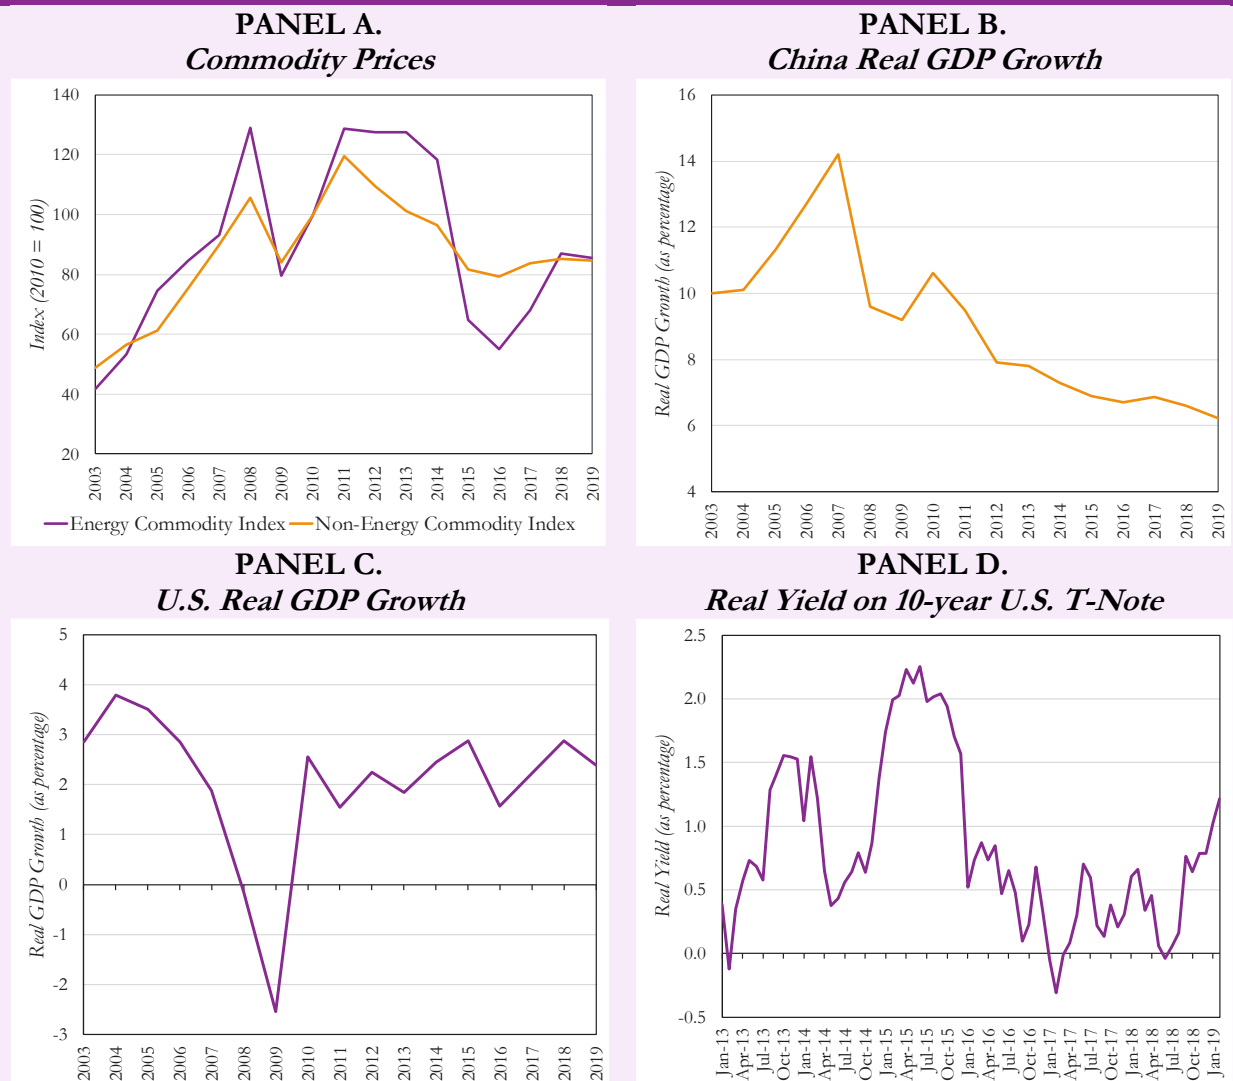 PANEL A.
Commodity Prices
140
120
100
80
60
40
20
Index (2010 = 100)
2003
2004
2005
2006
2007
2008
2009
2010
2011
2012
2013
2014
2015
2016
2017
2018
2019
Energy Commodity Index
Non-Energy Commodity Index
PANEL B.
China Real GDP Growth
16
14
12
10
8
6
4
Real GDP Growth (as percentage)
2003
2004
2005
2006
2007
2008
2009
2010
2011
2012
2013
2014
2015
2016
2017
2018
2019
PANEL C.
U.S. Real GDP Growth
5
4
3
2
1
0
-1
-2
-3
Real GDP Growth (as percentage)
2003
2004
2005
2006
2007
2008
2009
2010
2011
2012
2013
2014
2015
2016
2017
2018
2019
PANEL D.
Real Yield on 10-year U.S. T-Note
2.5
2.0
1.5
1.0
0.5
0.0
-0.5
Real Yield (as percentage)
Jan-13
Apr-13
Jul-13
Oct-13
Jan-14
Apr-14
Jul-14
Oct-14
Jan-15
Apr-15
Jul-15
Oct-15
Jan-16
Apr-16
Jul-16
Oct-16
Jan-17
Apr-17
Jul-17
Oct-17
Jan-18
Apr-18
Jul-18
Oct-18
Jan-19